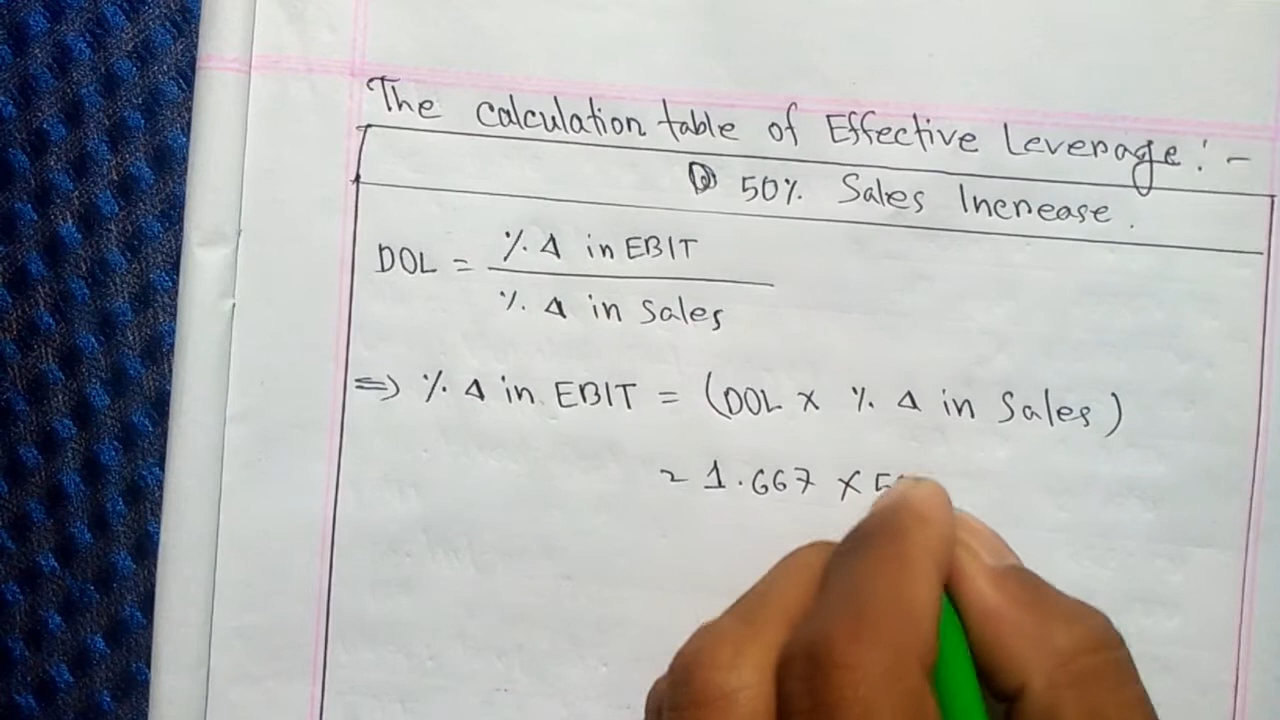 The Calculation table of Effective Leverage:-
@ 50% Sales Increase.
DOL = % Δ in EBIT
% Δ in Sales
=> % Δ in EBIT = (DOL x % Δ in Sales)
= 1.667 x